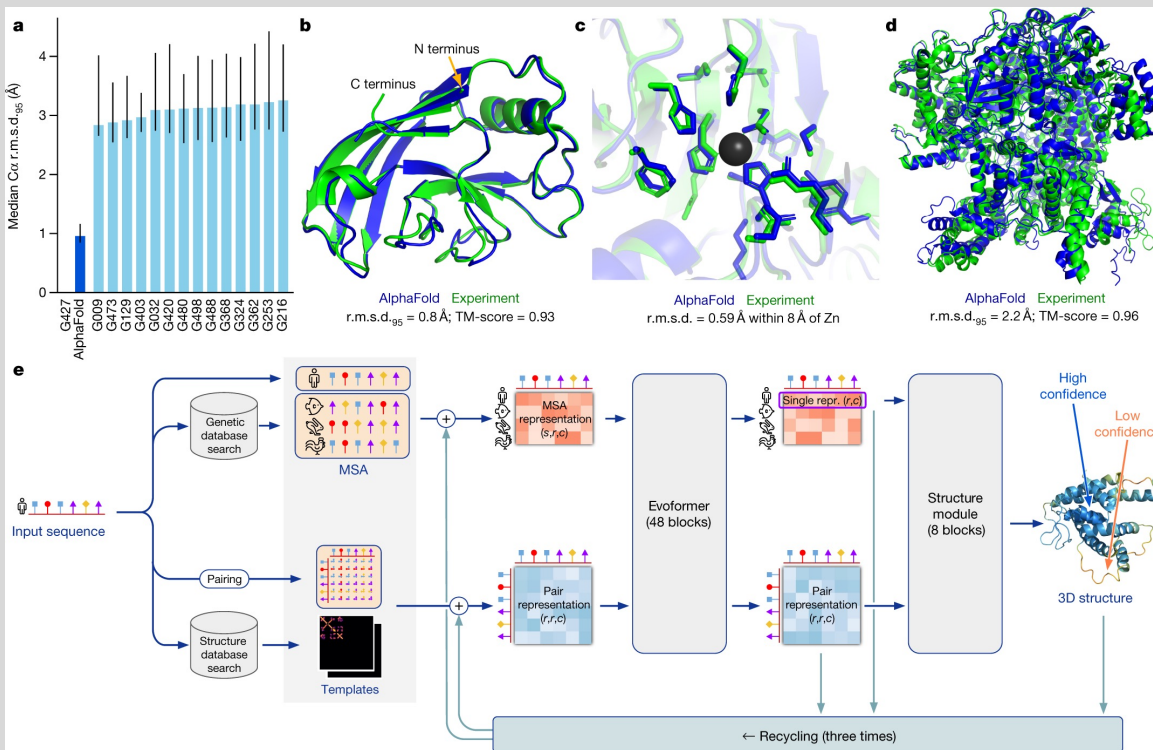 a
Median Cα r.m.s.d.₉₅ (Å)
4
3
2
1
0
G427
AlphaFold
G009
G473
G129
G403
G032
G420
G480
G498
G488
G368
G324
G362
G253
G216
b
N terminus
C terminus
AlphaFold Experiment
r.m.s.d.₉₅ = 0.8 Å; TM-score = 0.93
c
AlphaFold Experiment
r.m.s.d. = 0.59 Å within 8 Å of Zn
d
AlphaFold Experiment
r.m.s.d.₉₅ = 2.2 Å; TM-score = 0.96
e
Input sequence
Genetic
database
search
MSA
Pairing
Structure
database
search
Templates
+
+
MSA
representation
(s,r,c)
Pair
representation
(r,r,c)
Evoformer
(48 blocks)
Single repr. (r,c)
Pair
representation
(r,r,c)
Structure
module
(8 blocks)
High
confidence
Low
confidence
3D structure
← Recycling (three times)